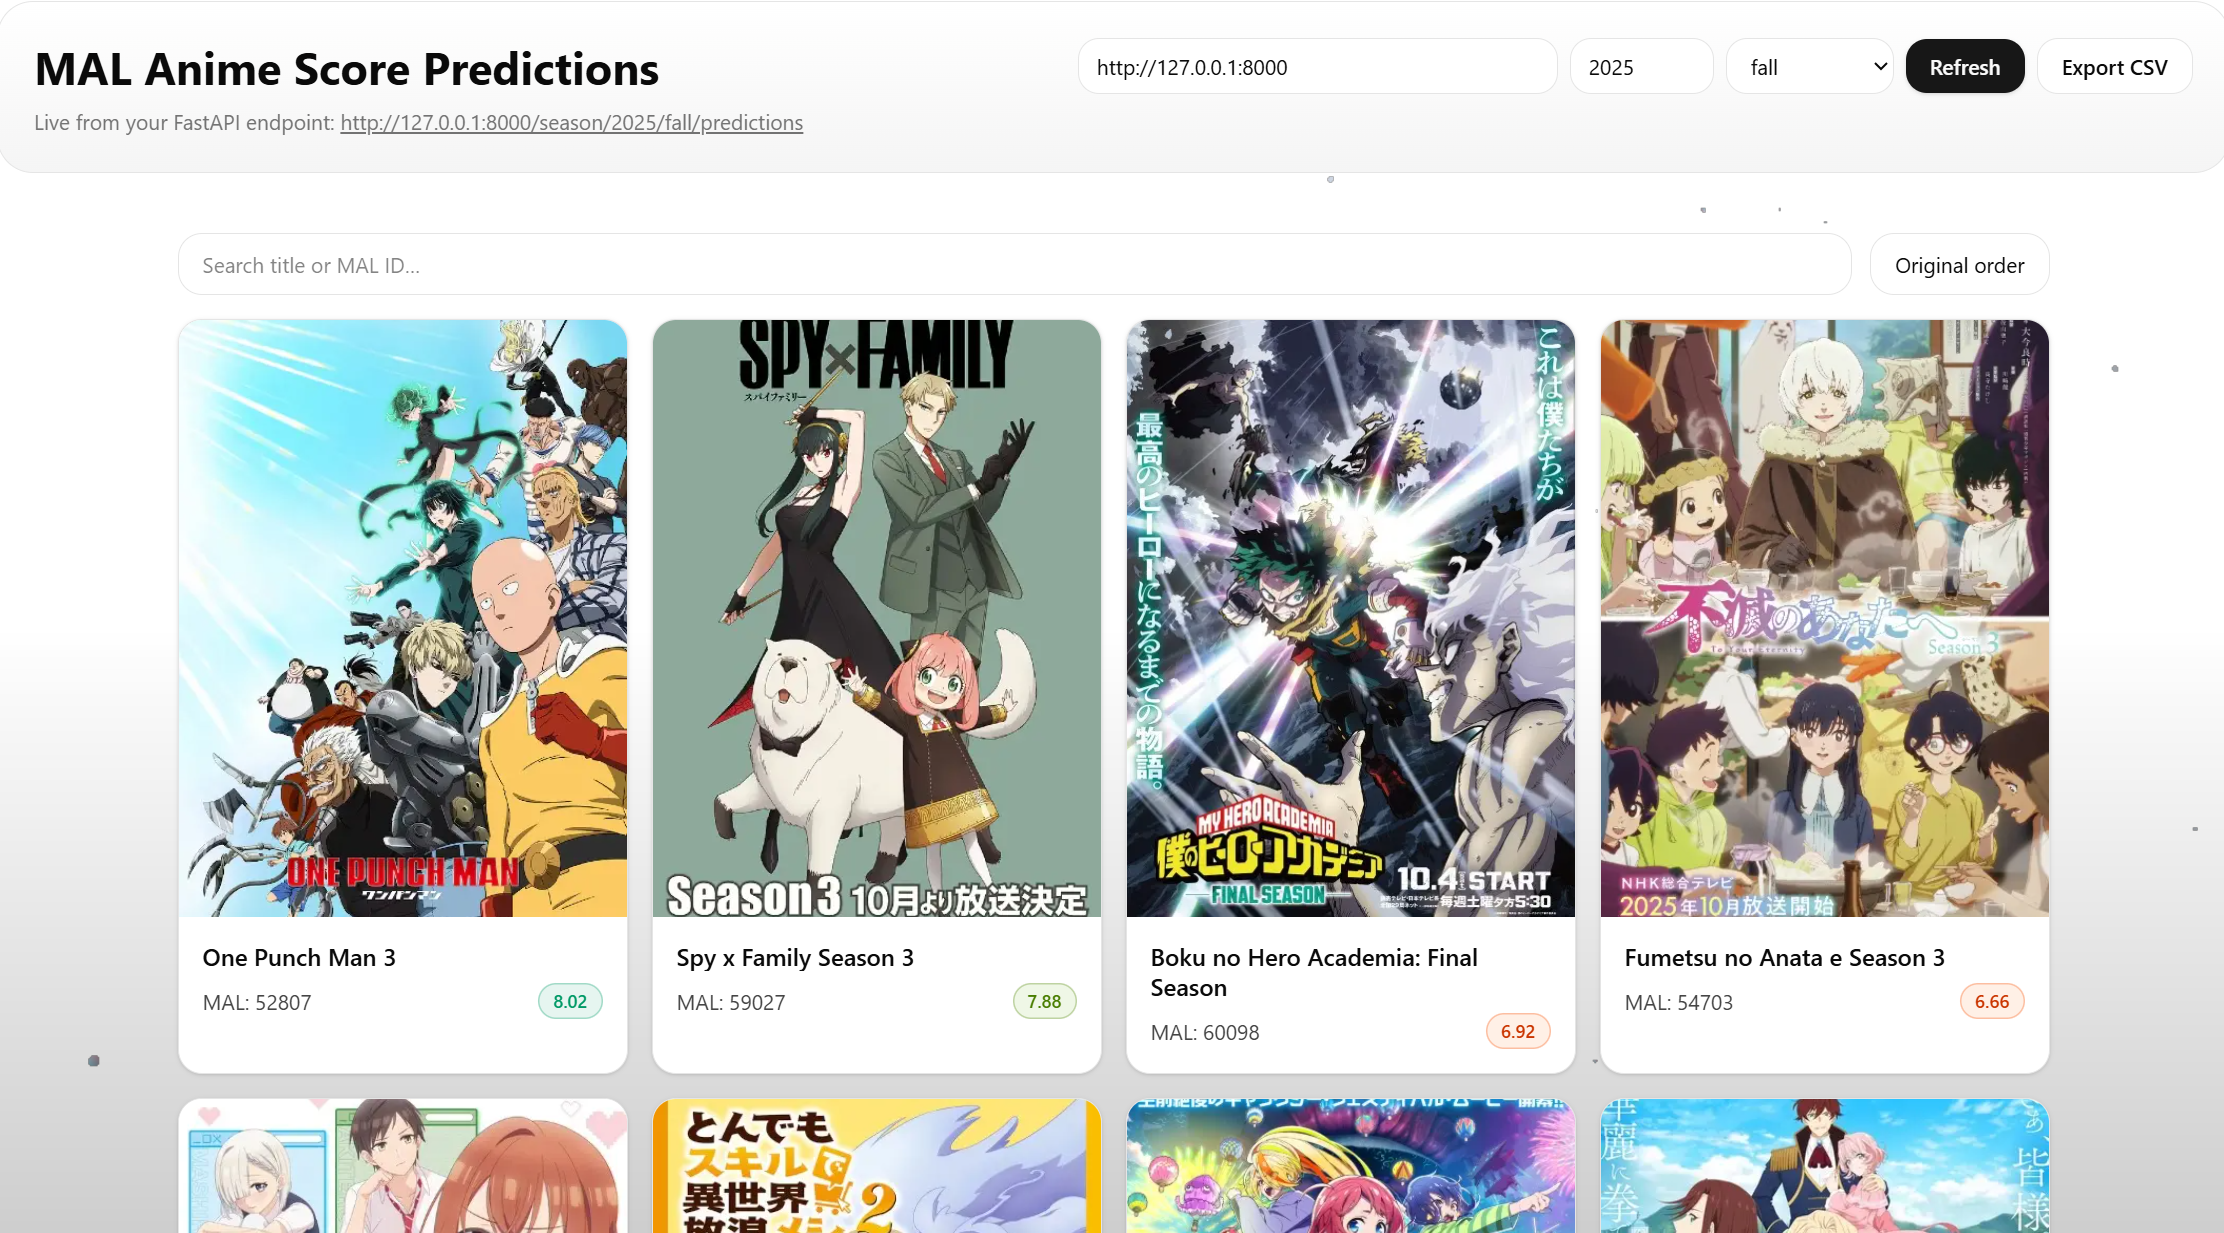 MAL Anime Score Predictions
Live from your FastAPI endpoint: http://127.0.0.1:8000/season/2025/fall/predictions
http://127.0.0.1:8000
2025
fall
Refresh
Export CSV
Search title or MAL ID...
Original order
ONE PUNCH MAN
ワンパンマン
One Punch Man 3
MAL: 52807
8.02
SPY×FAMILY
スパイファミリー
Season3 10月より放送決定
Spy x Family Season 3
MAL: 59027
7.88
これは僕たちが
最高のヒーローになるまでの物語。
MY HERO ACADEMIA
僕のヒーローアカデミア
FINAL SEASON
10.4 START
毎週土曜夕方5:30
Boku no Hero Academia: Final
Season
MAL: 60098
6.92
大今良時
不滅のあなたへ
To Your Eternity
Season 3
NHK総合テレビ
2025年10月放送開始
Fumetsu no Anata e Season 3
MAL: 54703
6.66
とんでも
スキル
異世界
放浪メシ2
華麗に拳
皆様